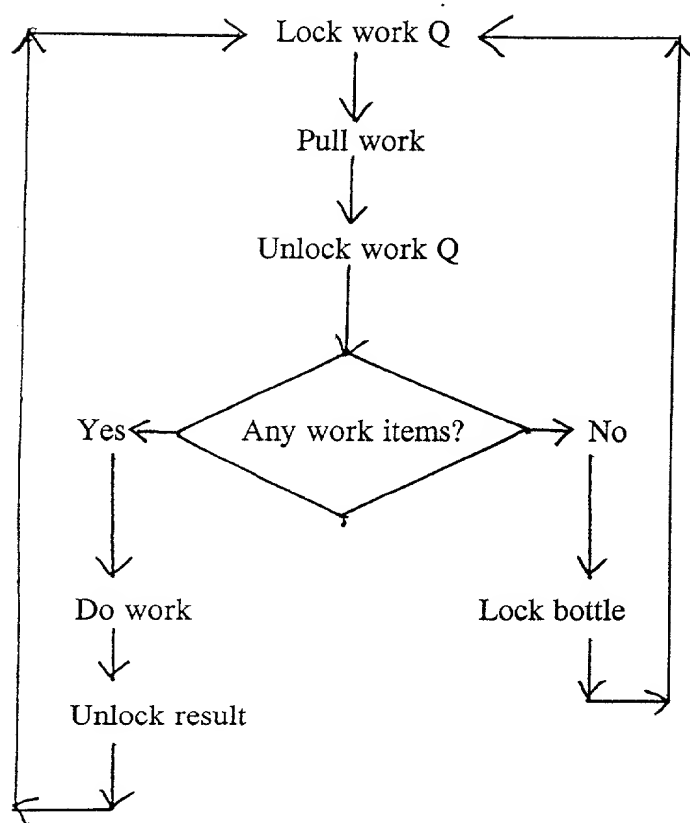 Lock work Q
Pull work
Unlock work Q
Any work items?
Yes
No
Do work
Lock bottle
Unlock result